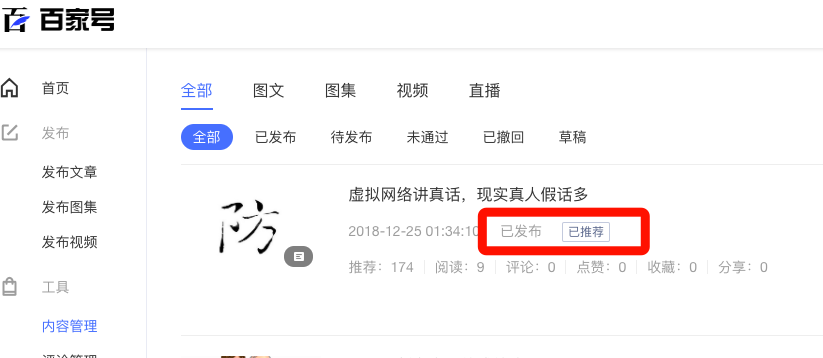 百家号
首页
发布
发布文章
发布图集
发布视频
工具
内容管理
评论管理
全部 图文 图集 视频 直播
全部 已发布 待发布 未通过 已撤回 草稿
防
虚拟网络讲真话，现实真人假话多
2018-12-25 01:34:10 已发布 已推荐
推荐：174 阅读：9 评论：0 点赞：0 收藏：0 分享：0